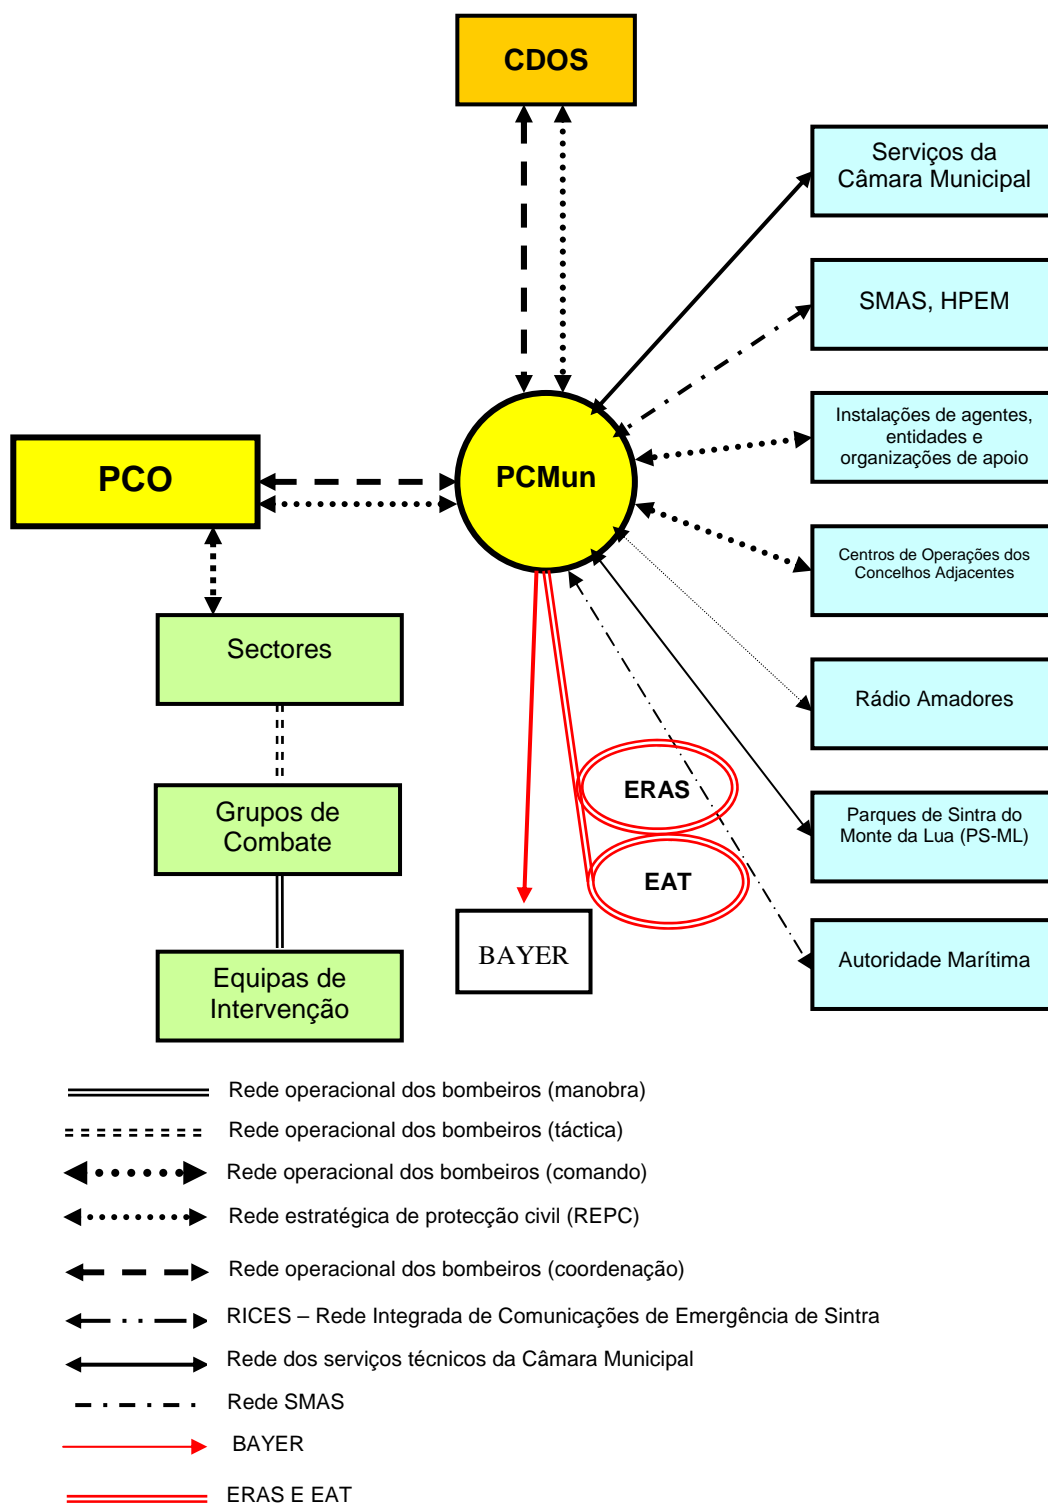 CDOS
Serviços da
Câmara Municipal
SMAS, HPEM
Instalações de agentes,
entidades e
organizações de apoio
PCO
PCMun
Centros de Operações dos
Concelhos Adjacentes
Sectores
Rádio Amadores
ERAS
Grupos de
Combate
Parques de Sintra do
Monte da Lua (PS-ML)
EAT
BAYER
Autoridade Marítima
Equipas de
Intervenção
Rede operacional dos bombeiros (manobra)
Rede operacional dos bombeiros (táctica)
Rede operacional dos bombeiros (comando)
Rede estratégica de protecção civil (REPC)
Rede operacional dos bombeiros (coordenação)
RICES – Rede Integrada de Comunicações de Emergência de Sintra
Rede dos serviços técnicos da Câmara Municipal
Rede SMAS
BAYER
ERAS E EAT